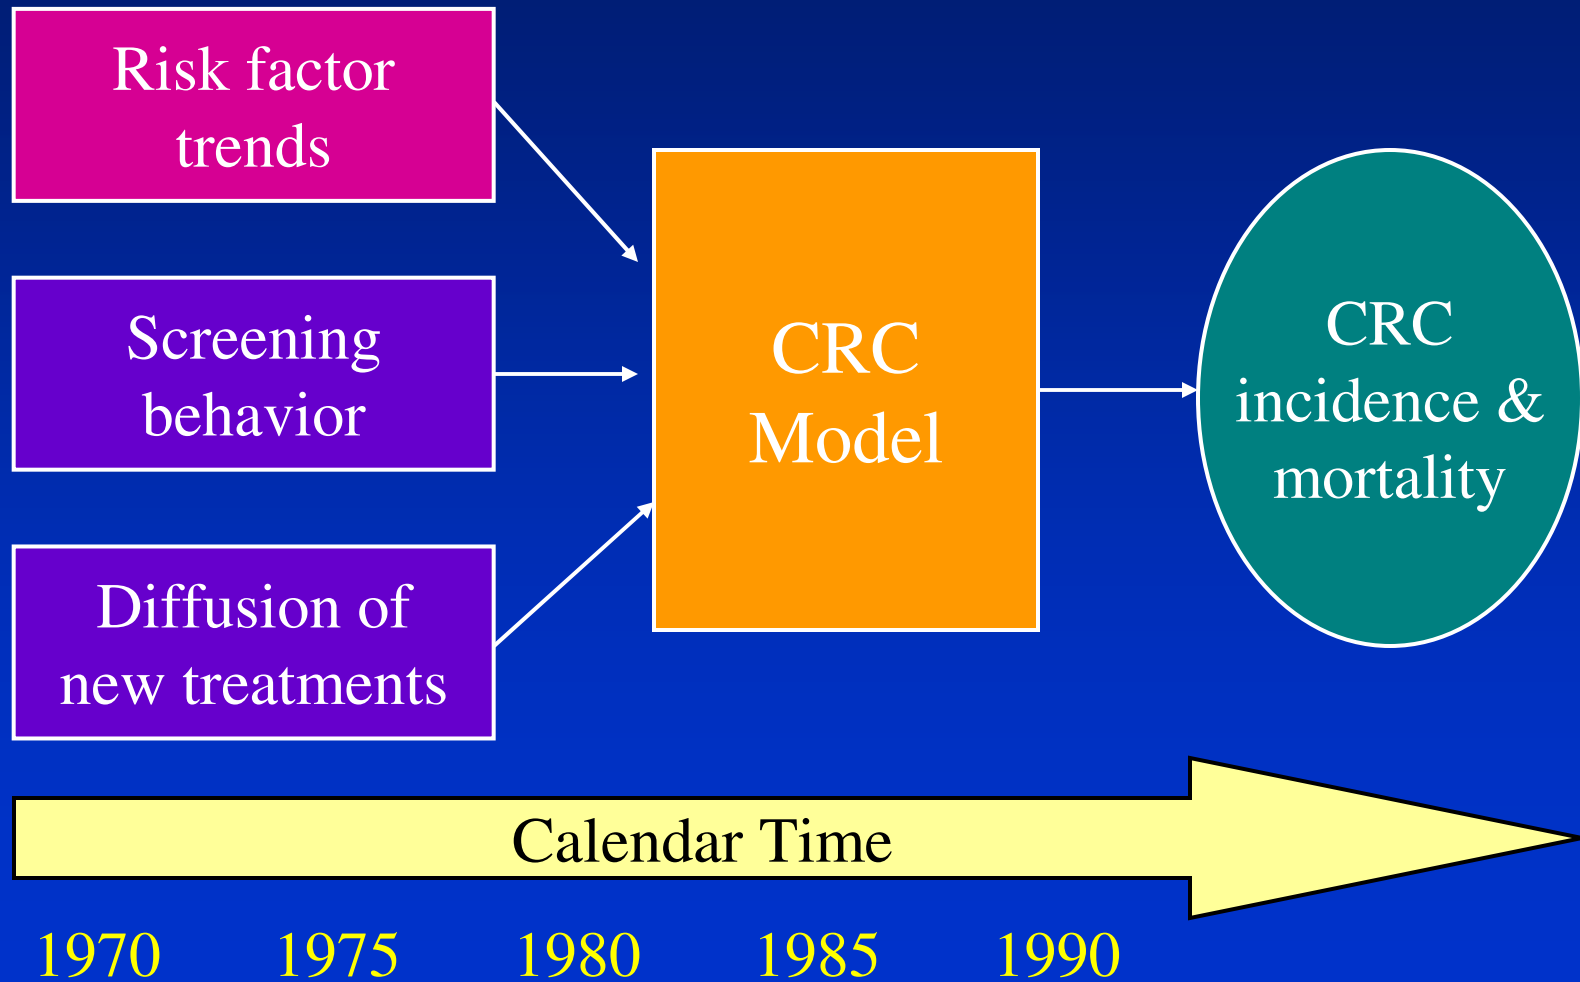 Risk factor
trends
Screening
behavior
Diffusion of
new treatments
CRC
Model
CRC
incidence &
mortality
Calendar Time
1970 1975 1980 1985 1990